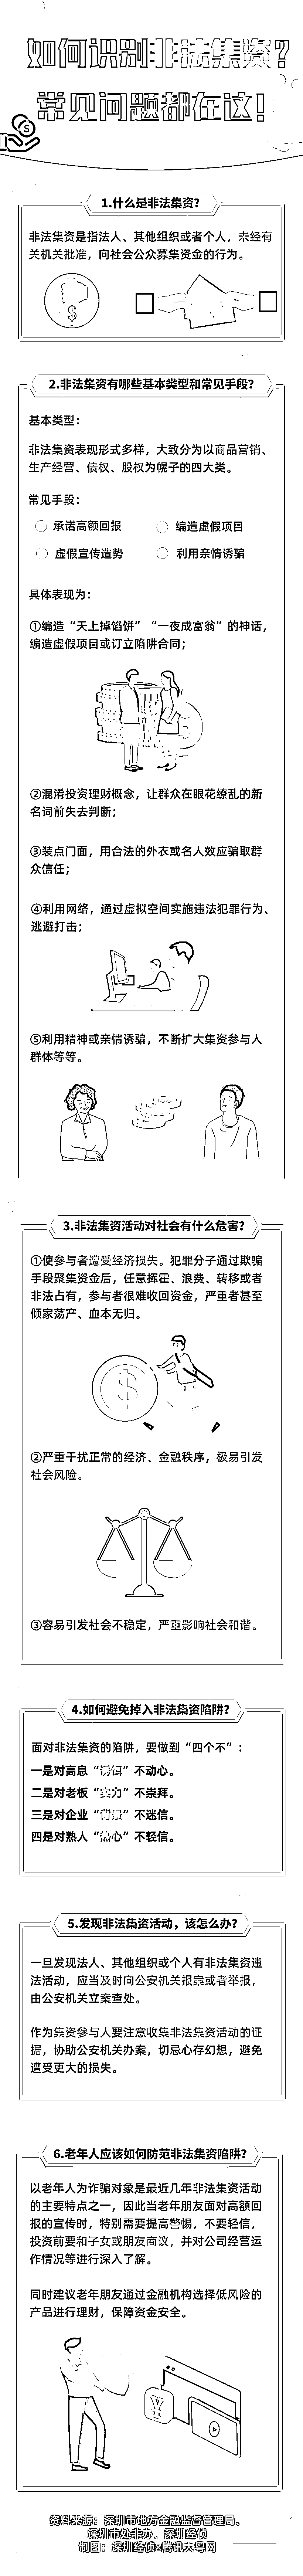 如何识别非法集资?
常见问题都在这!
1.什么是非法集资?
非法集资是指法人、其他组织或者个人，未经有
关机关批准，向社会公众募集资金的行为。
2.非法集资有哪些基本类型和常见手段?
基本类型：
非法集资表现形式多样，大致分为以商品营销、
生产经营、债权、股权为幌子的四大类。
常见手段：
承诺高额回报
编造虚假项目
虚假宣传造势
利用亲情诱骗
具体表现为：
①编造“天上掉馅饼”“一夜成富翁”的神话，
编造虚假项目或订立陷阱合同；
②混淆投资理财概念，让群众在眼花缭乱的新
名词前失去判断；
③装点门面，用合法的外衣或名人效应骗取群
众信任；
④利用网络，通过虚拟空间实施违法犯罪行为、
逃避打击；
⑤利用精神或亲情诱骗，不断扩大集资参与人
群体等等。
3.非法集资活动对社会有什么危害?
①使参与者遭受经济损失。犯罪分子通过欺骗
手段聚集资金后，任意挥霍、浪费、转移或者
非法占有，参与者很难收回资金，严重者甚至
倾家荡产、血本无归。
②严重干扰正常的经济、金融秩序，极易引发
社会风险。
③容易引发社会不稳定，严重影响社会和谐。
4.如何避免掉入非法集资陷阱?
面对非法集资的陷阱，要做到“四个不”：
一是对高息“诱饵”不动心。
二是对老板“实力”不崇拜。
三是对企业“背景”不迷信。
四是对熟人“热心”不轻信。
5.发现非法集资活动，该怎么办?
一旦发现法人、其他组织或个人有非法集资违
法活动，应当及时向公安机关报案或者举报，
由公安机关立案查处。
作为集资参与人要注意收集非法集资活动的证
据，协助公安机关办案，切忌心存幻想，避免
遭受更大的损失。
6.老年人应该如何防范非法集资陷阱?
以老年人为诈骗对象是最近几年非法集资活动
的主要特点之一，因此当老年朋友面对高额回
报的宣传时，特别需要提高警惕，不要轻信，
投资前要和子女或朋友商议，并对公司经营运
作情况等进行深入了解。
同时建议老年朋友通过金融机构选择低风险的
产品进行理财，保障资金安全。
资料来源：深圳市地方金融监督管理局、
深圳市处非办、深圳经侦
制图：深圳经侦×腾讯大粤网